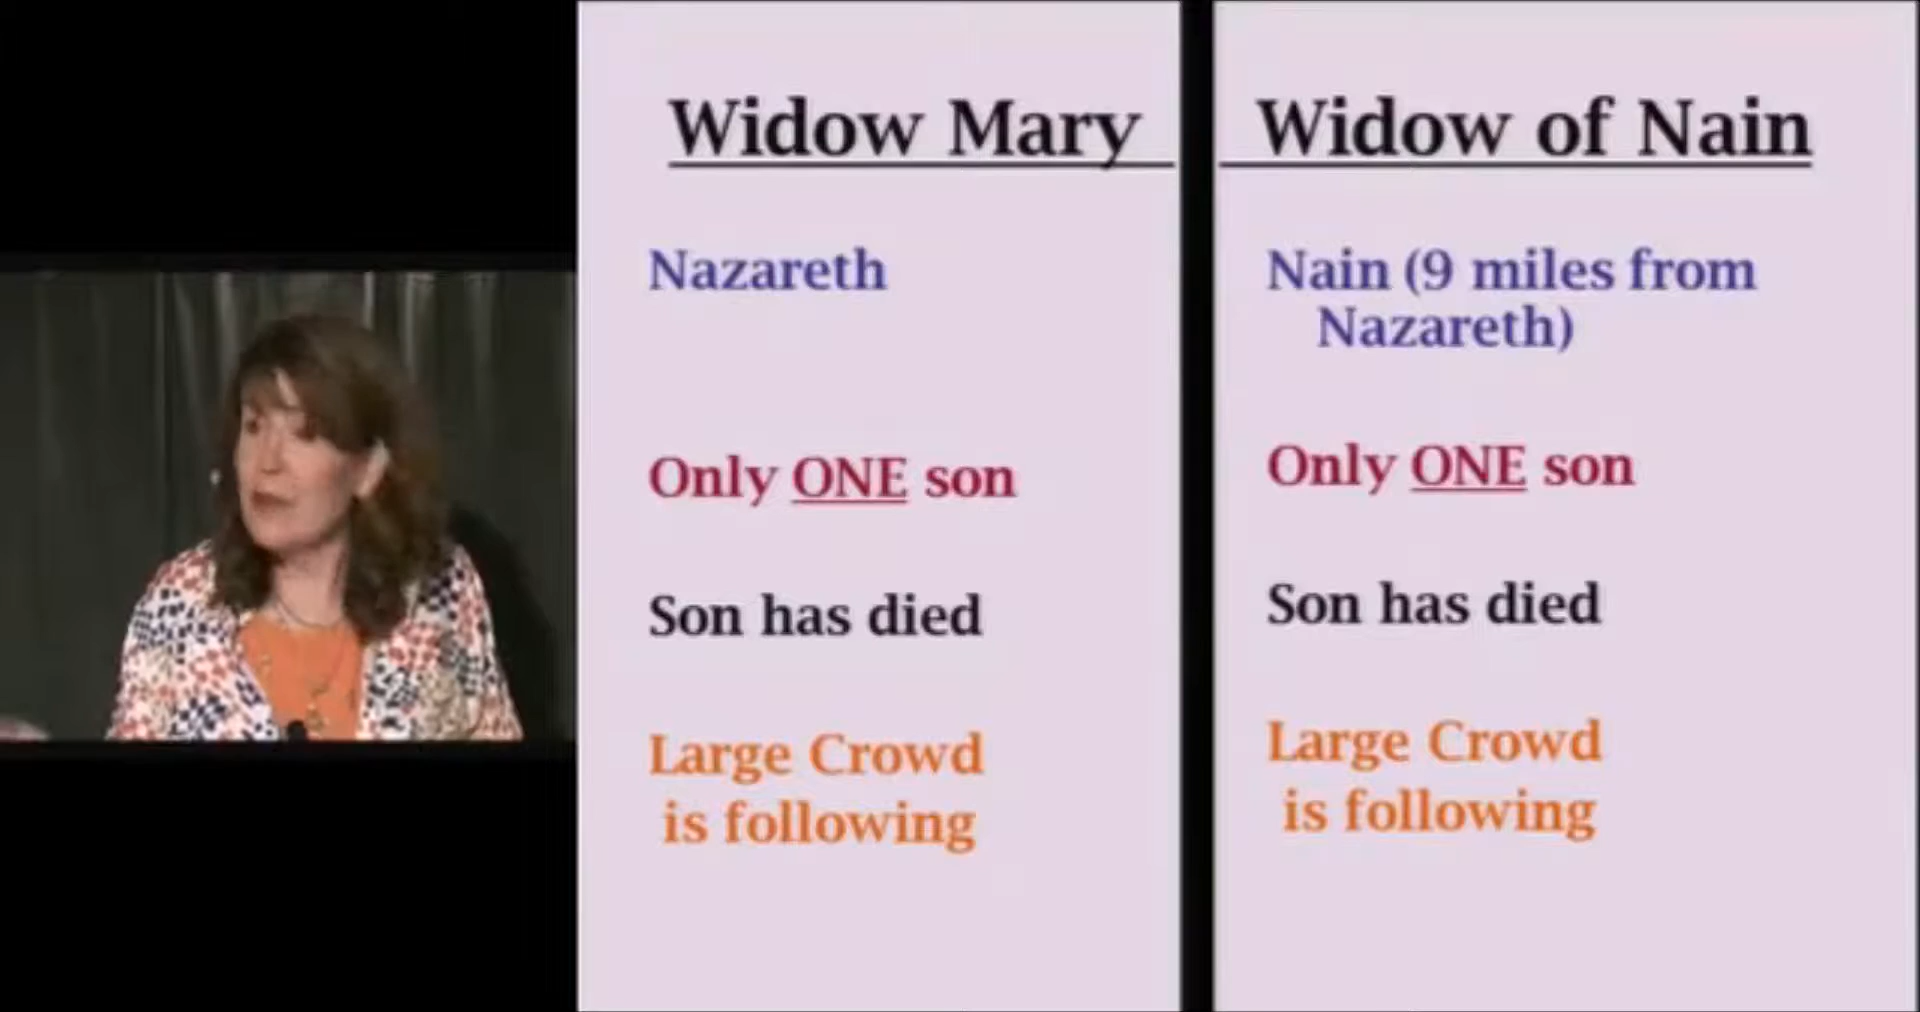 Widow Mary
Nazareth
Only ONE son
Son has died
Large Crowd
is following
Widow of Nain
Nain (9 miles from
Nazareth)
Only ONE son
Son has died
Large Crowd
is following